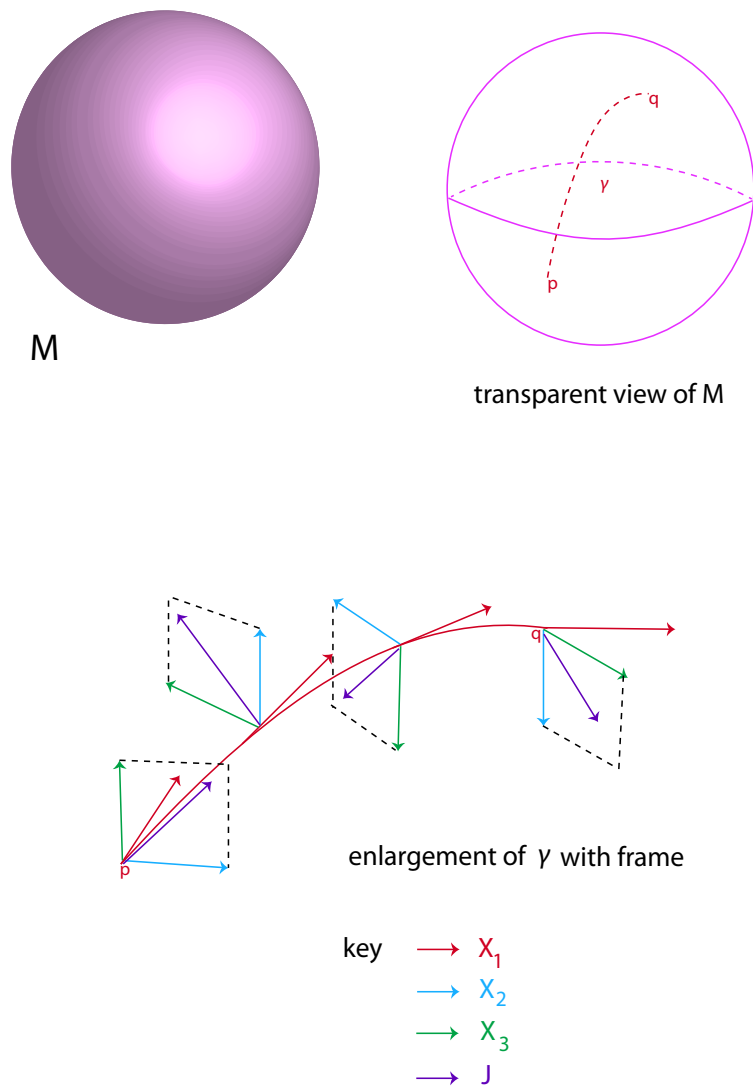 q
γ
p
M
transparent view of M
q
p
enlargement of γ with frame
key
X1
X2
X3
J